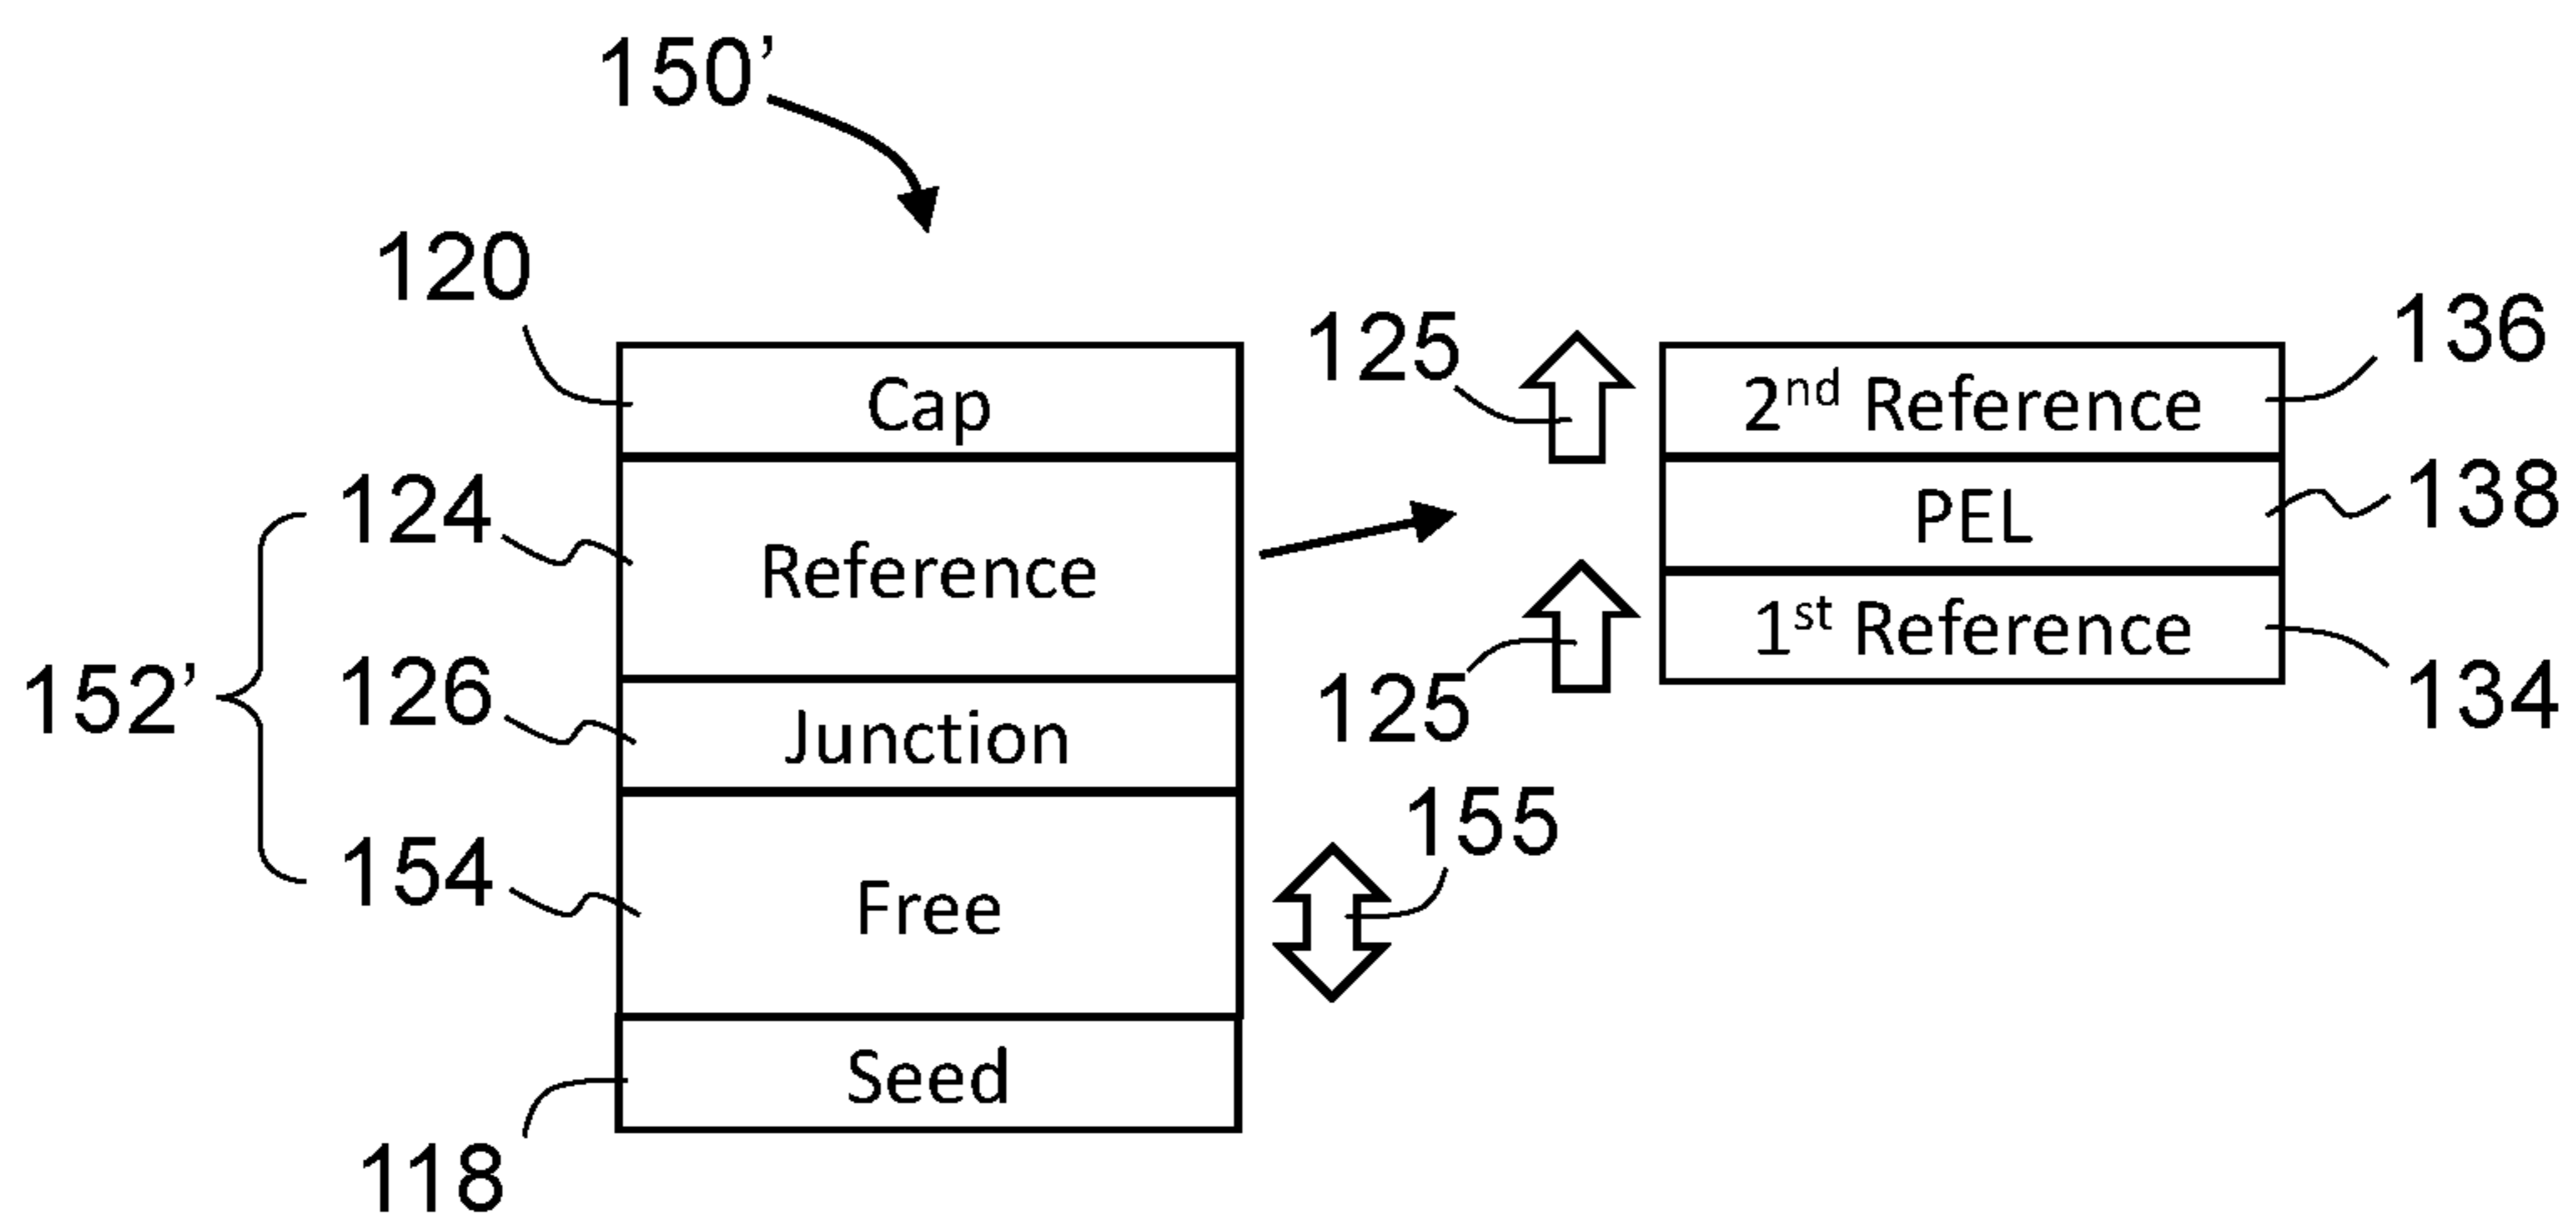 150’
120
Cap
125
2nd Reference
136
124
Reference
PEL
138
152’
126
Junction
125
1st Reference
134
154
Free
155
Seed
118